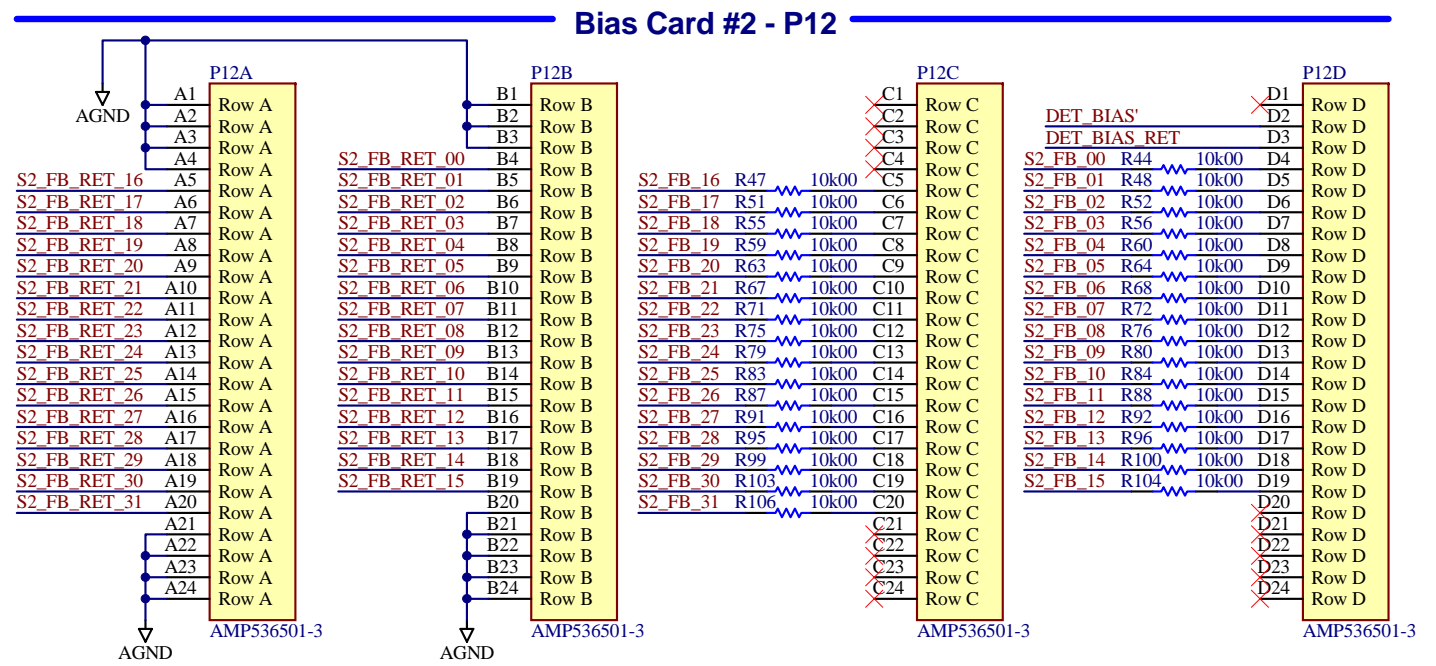 Bias Card #2 - P12
P12A P12B P12C P12D
A1 Row A B1 Row B C1 Row C D1 Row D
AGND A2 Row A B2 Row B C2 Row C DET_BIAS' D2 Row D
A3 Row A B3 Row B C3 Row C DET_BIAS_RET D3 Row D
A4 Row A S2_FB_RET_00 B4 Row B C4 Row C S2_FB_00 R44 10k00 D4 Row D
S2_FB_RET_16 A5 Row A S2_FB_RET_01 B5 Row B S2_FB_16 R47 10k00 C5 Row C S2_FB_01 R48 10k00 D5 Row D
S2_FB_RET_17 A6 Row A S2_FB_RET_02 B6 Row B S2_FB_17 R51 10k00 C6 Row C S2_FB_02 R52 10k00 D6 Row D
S2_FB_RET_18 A7 Row A S2_FB_RET_03 B7 Row B S2_FB_18 R55 10k00 C7 Row C S2_FB_03 R56 10k00 D7 Row D
S2_FB_RET_19 A8 Row A S2_FB_RET_04 B8 Row B S2_FB_19 R59 10k00 C8 Row C S2_FB_04 R60 10k00 D8 Row D
S2_FB_RET_20 A9 Row A S2_FB_RET_05 B9 Row B S2_FB_20 R63 10k00 C9 Row C S2_FB_05 R64 10k00 D9 Row D
S2_FB_RET_21 A10 Row A S2_FB_RET_06 B10 Row B S2_FB_21 R67 10k00 C10 Row C S2_FB_06 R68 10k00 D10 Row D
S2_FB_RET_22 A11 Row A S2_FB_RET_07 B11 Row B S2_FB_22 R71 10k00 C11 Row C S2_FB_07 R72 10k00 D11 Row D
S2_FB_RET_23 A12 Row A S2_FB_RET_08 B12 Row B S2_FB_23 R75 10k00 C12 Row C S2_FB_08 R76 10k00 D12 Row D
S2_FB_RET_24 A13 Row A S2_FB_RET_09 B13 Row B S2_FB_24 R79 10k00 C13 Row C S2_FB_09 R80 10k00 D13 Row D
S2_FB_RET_25 A14 Row A S2_FB_RET_10 B14 Row B S2_FB_25 R83 10k00 C14 Row C S2_FB_10 R84 10k00 D14 Row D
S2_FB_RET_26 A15 Row A S2_FB_RET_11 B15 Row B S2_FB_26 R87 10k00 C15 Row C S2_FB_11 R88 10k00 D15 Row D
S2_FB_RET_27 A16 Row A S2_FB_RET_12 B16 Row B S2_FB_27 R91 10k00 C16 Row C S2_FB_12 R92 10k00 D16 Row D
S2_FB_RET_28 A17 Row A S2_FB_RET_13 B17 Row B S2_FB_28 R95 10k00 C17 Row C S2_FB_13 R96 10k00 D17 Row D
S2_FB_RET_29 A18 Row A S2_FB_RET_14 B18 Row B S2_FB_29 R99 10k00 C18 Row C S2_FB_14 R100 10k00 D18 Row D
S2_FB_RET_30 A19 Row A S2_FB_RET_15 B19 Row B S2_FB_30 R103 10k00 C19 Row C S2_FB_15 R104 10k00 D19 Row D
S2_FB_RET_31 A20 Row A B20 Row B S2_FB_31 R106 10k00 C20 Row C D20 Row D
A21 Row A B21 Row B C21 Row C D21 Row D
A22 Row A B22 Row B C22 Row C D22 Row D
A23 Row A B23 Row B C23 Row C D23 Row D
A24 Row A B24 Row B C24 Row C D24 Row D
AMP536501-3 AMP536501-3 AMP536501-3 AMP536501-3
AGND AGND